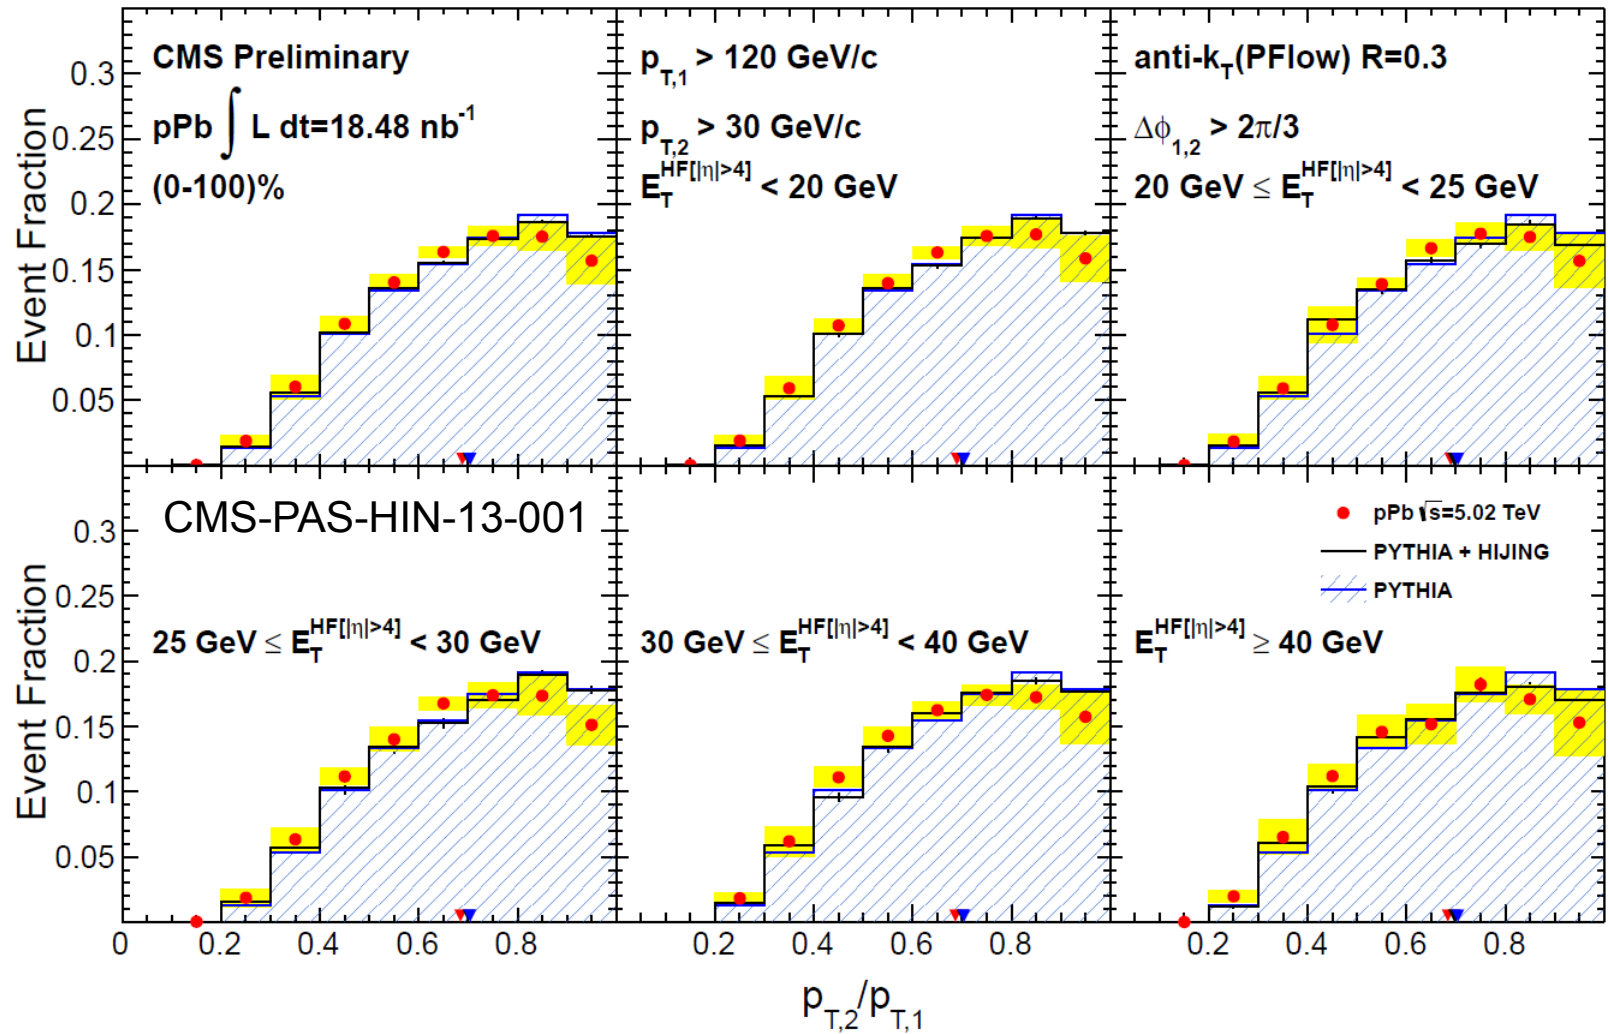 CMS Preliminary
pPb ∫ L dt=18.48 nb⁻¹
(0-100)%
p_T,1 > 120 GeV/c
p_T,2 > 30 GeV/c
E_T^HF[|η|>4] < 20 GeV
anti-k_T(PFlow) R=0.3
Δϕ_1,2 > 2π/3
20 GeV ≤ E_T^HF[|η|>4] < 25 GeV
Event Fraction
0.3
0.25
0.2
0.15
0.1
0.05
CMS-PAS-HIN-13-001
25 GeV ≤ E_T^HF[|η|>4] < 30 GeV
30 GeV ≤ E_T^HF[|η|>4] < 40 GeV
pPb √s=5.02 TeV
PYTHIA + HIJING
PYTHIA
E_T^HF[|η|>4] ≥ 40 GeV
Event Fraction
0.3
0.25
0.2
0.15
0.1
0.05
0 0.2 0.4 0.6 0.8
0.2 0.4 0.6 0.8
0.2 0.4 0.6 0.8
p_T,2/p_T,1